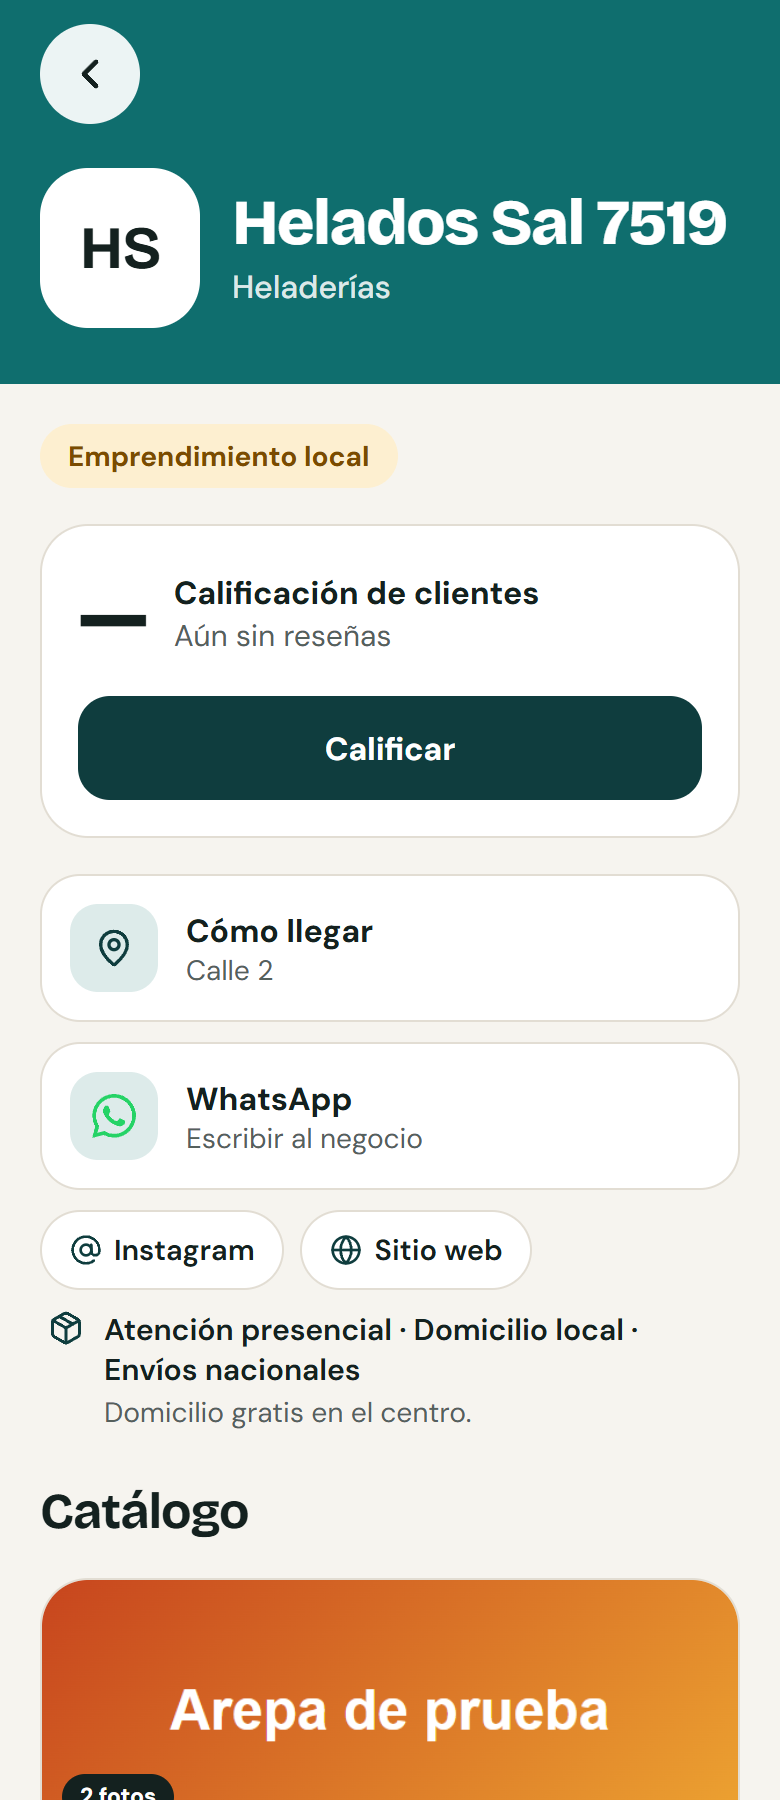 HS
Helados Sal 7519
Heladerías
Emprendimiento local
Calificación de clientes
Aún sin reseñas
Calificar
Cómo llegar
Calle 2
WhatsApp
Escribir al negocio
Instagram
Sitio web
Atención presencial · Domicilio local ·
Envíos nacionales
Domicilio gratis en el centro.
Catálogo
Arepa de prueba
2 fotos